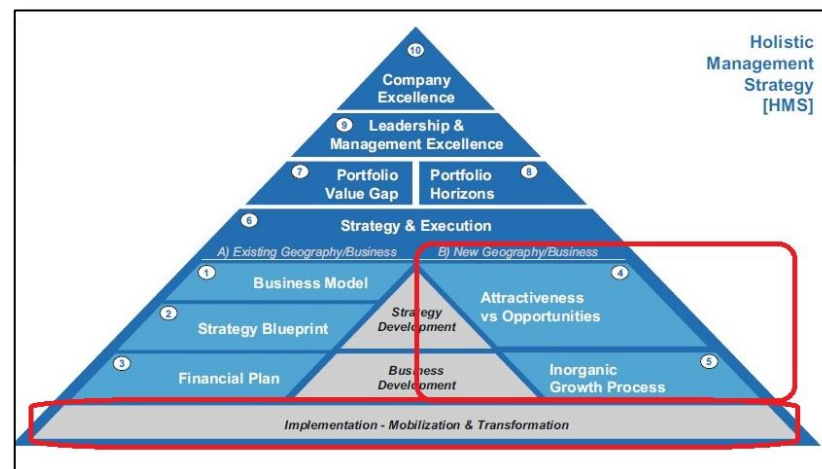 Holistic
Management
Strategy
[HMS]
10
Company
Excellence
9 Leadership &
Management Excellence
7 Portfolio
Value Gap
Portfolio 8
Horizons
6
Strategy & Execution
A) Existing Geography/Business
B) New Geography/Business
1
Business Model
2
Strategy Blueprint
3
Financial Plan
Strategy
Development
Business
Development
4
Attractiveness
vs Opportunities
5
Inorganic
Growth Process
Implementation - Mobilization & Transformation